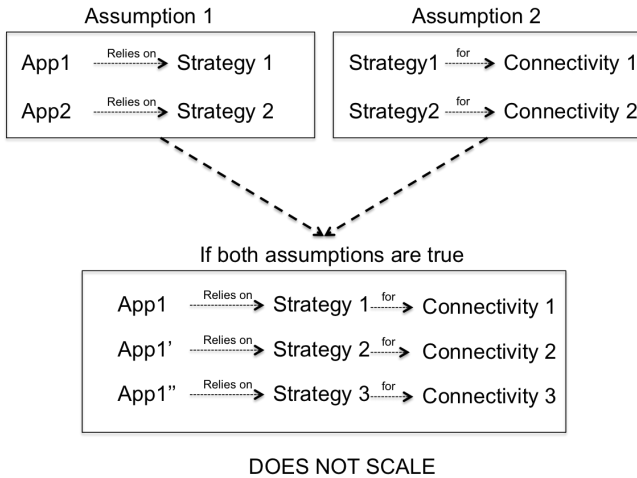 Assumption 1
App1 Relies on Strategy 1
App2 Relies on Strategy 2
Assumption 2
Strategy1 for Connectivity 1
Strategy2 for Connectivity 2
If both assumptions are true
App1 Relies on Strategy 1 for Connectivity 1
App1’ Relies on Strategy 2 for Connectivity 2
App1” Relies on Strategy 3 for Connectivity 3
DOES NOT SCALE